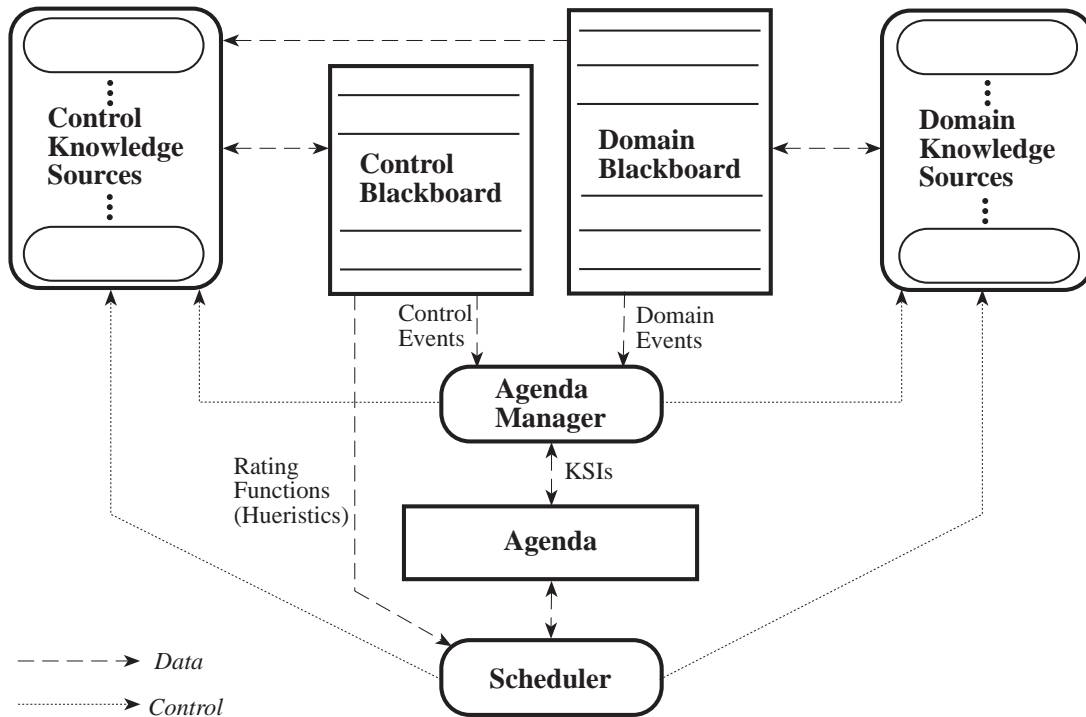 Control
Knowledge
Sources
Control
Blackboard
Domain
Blackboard
Domain
Knowledge
Sources
Control
Events
Domain
Events
Agenda
Manager
KSIs
Rating
Functions
(Hueristics)
Agenda
Scheduler
Data
Control